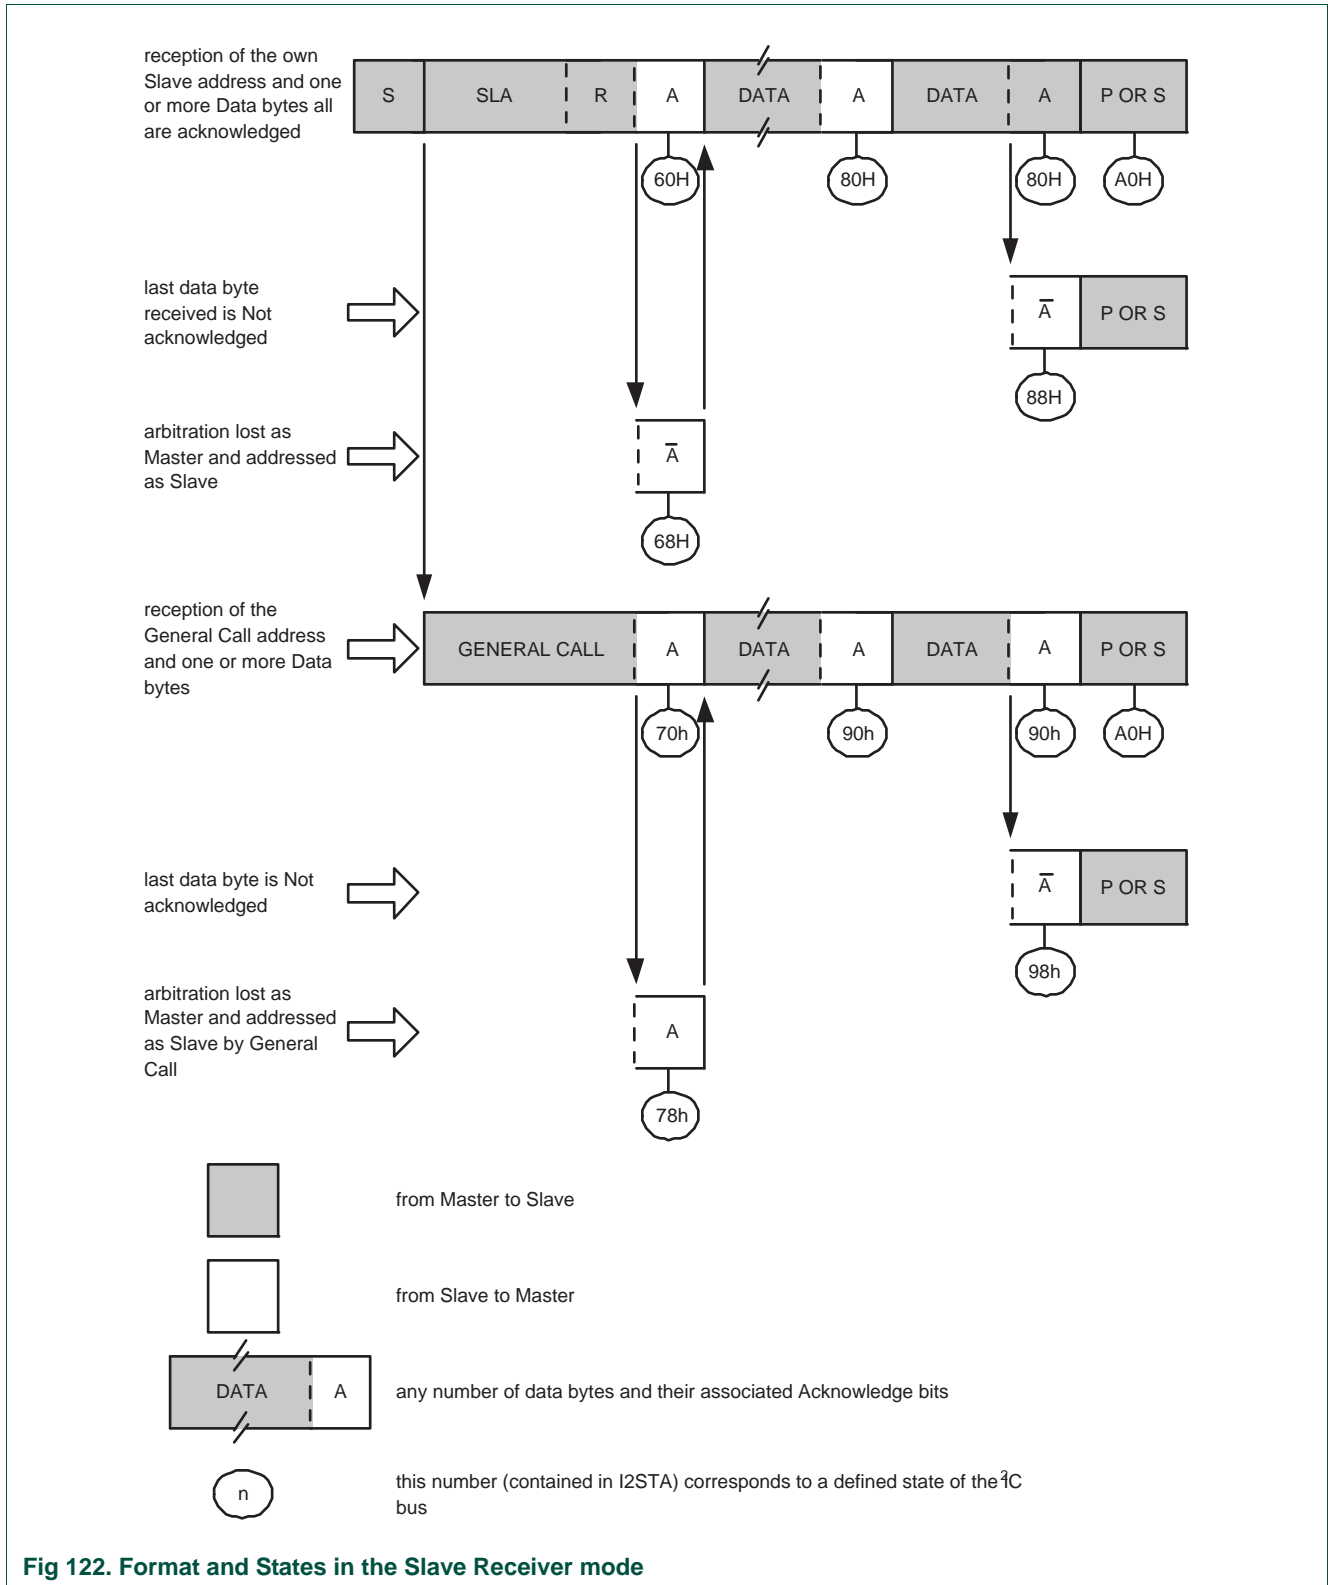 reception of the own
Slave address and one
or more Data bytes all
are acknowledged
S SLA R A DATA A DATA A P OR S
60H 80H 80H A0H
last data byte
received is Not
acknowledged
A̅ P OR S
88H
arbitration lost as
Master and addressed
as Slave
A̅
68H
reception of the
General Call address
and one or more Data
bytes
GENERAL CALL A DATA A DATA A P OR S
70h 90h 90h A0H
last data byte is Not
acknowledged
A̅ P OR S
98h
arbitration lost as
Master and addressed
as Slave by General
Call
A
78h
from Master to Slave
from Slave to Master
DATA A any number of data bytes and their associated Acknowledge bits
n this number (contained in I2STA) corresponds to a defined state of the I²C
bus
Fig 122. Format and States in the Slave Receiver mode